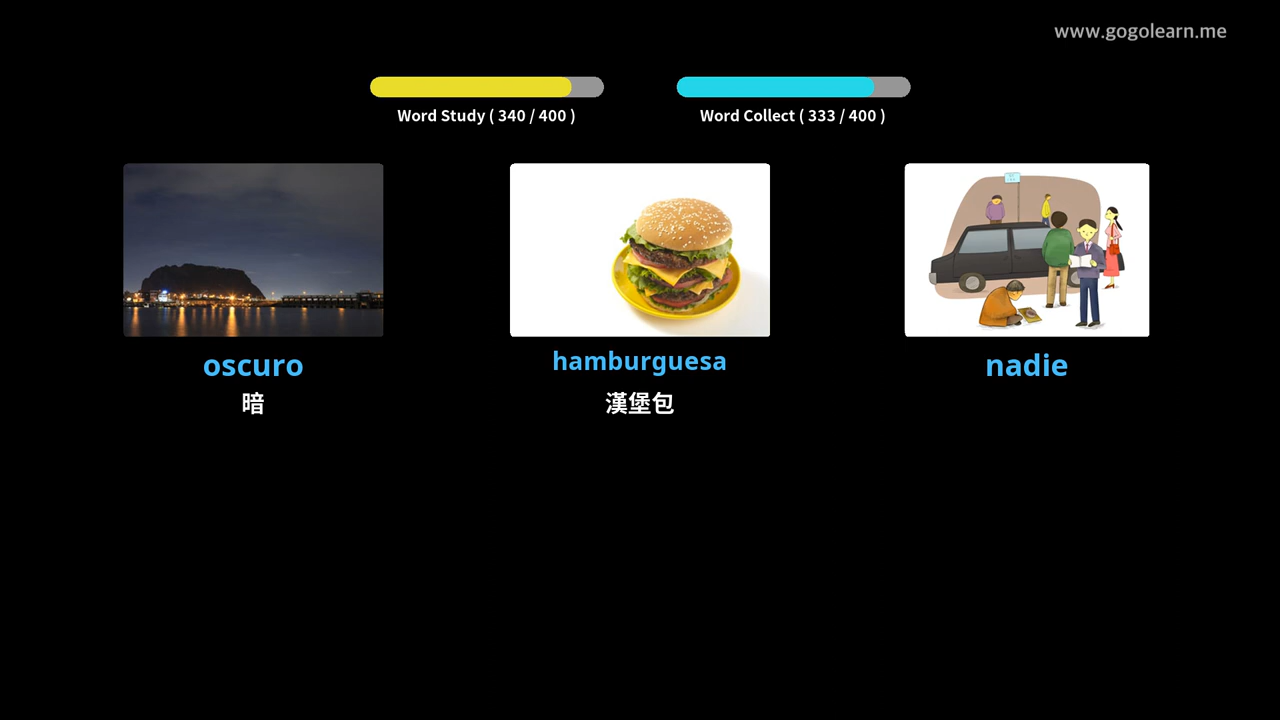 www.gogolearn.me
Word Study ( 340 / 400 )
Word Collect ( 333 / 400 )
oscuro
hamburguesa
nadie
暗
漢堡包